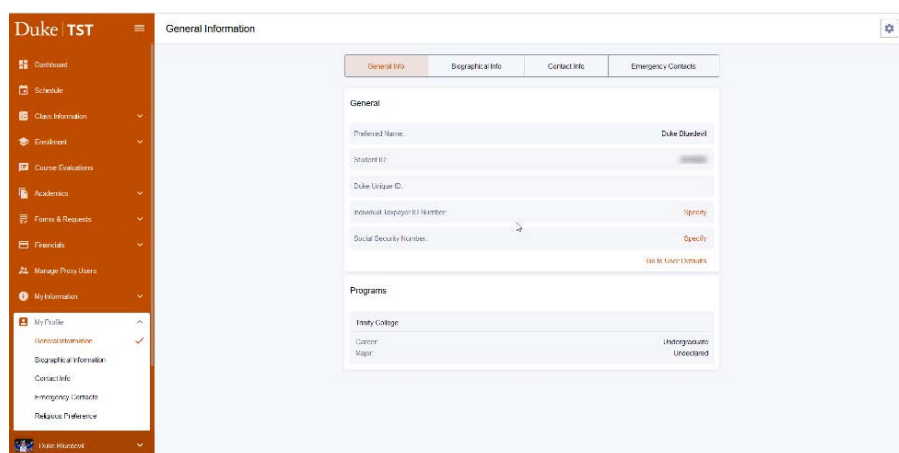 Duke TST
General Information
Dashboard
Schedule
Class Information
Enrollment
Course Evaluations
Academics
Forms & Requests
Financials
Manage Proxy Users
My Information
My Profile
General Information
Biographical Information
Contact Info
Emergency Contacts
Religious Preference
Duke Bluedevil
General Info Biographical Info Contact Info Emergency Contacts
General
Preferred Name: Duke Bluedevil
Student ID:
Duke Unique ID:
Individual Taxpayer ID Number: Specify
Social Security Number: Specify
Go to User Defaults
Programs
Trinity College
Career: Undergraduate
Major: Undeclared